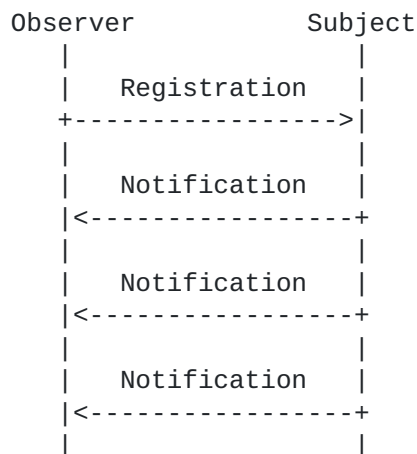 Observer Subject
Registration
Notification
Notification
Notification